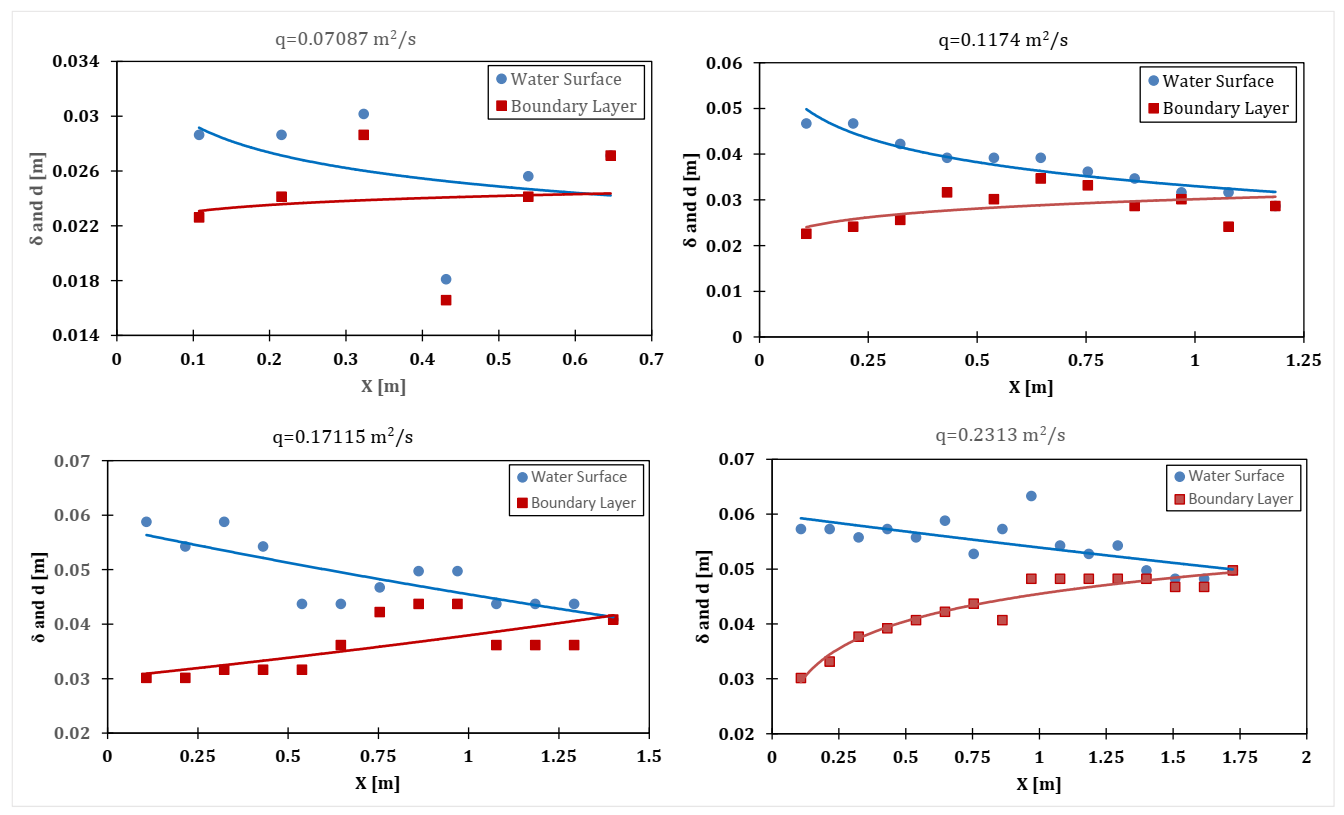 q=0.07087 m²/s
0.034
0.03
0.026
0.022
0.018
0.014
δ and d [m]
Water Surface
Boundary Layer
0 0.1 0.2 0.3 0.4 0.5 0.6 0.7
X [m]
q=0.1174 m²/s
0.06
0.05
0.04
0.03
0.02
0.01
0
δ and d [m]
Water Surface
Boundary Layer
0 0.25 0.5 0.75 1 1.25
X [m]
q=0.17115 m²/s
0.07
0.06
0.05
0.04
0.03
0.02
δ and d [m]
Water Surface
Boundary Layer
0 0.25 0.5 0.75 1 1.25 1.5
X [m]
q=0.2313 m²/s
0.07
0.06
0.05
0.04
0.03
0.02
δ and d [m]
Water Surface
Boundary Layer
0 0.25 0.5 0.75 1 1.25 1.5 1.75 2
X [m]